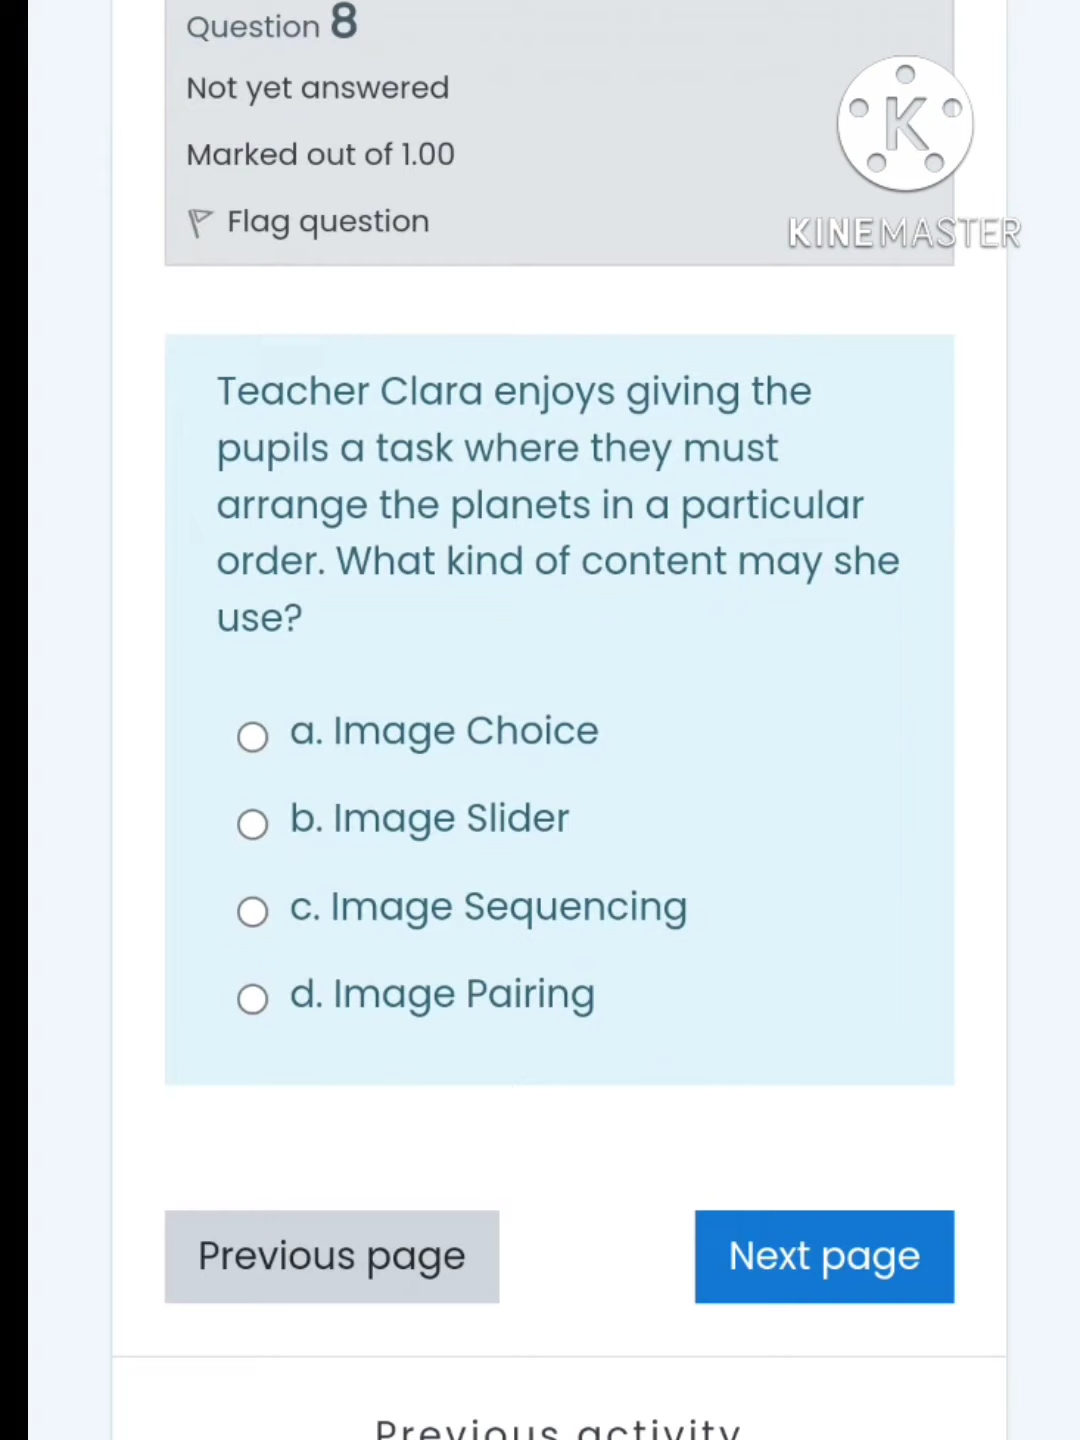 Question 8
Not yet answered
Marked out of 1.00
Flag question
K
KINEMASTER
Teacher Clara enjoys giving the
pupils a task where they must
arrange the planets in a particular
order. What kind of content may she
use?
a. Image Choice
b. Image Slider
c. Image Sequencing
d. Image Pairing
Previous page
Next page
Previous activity